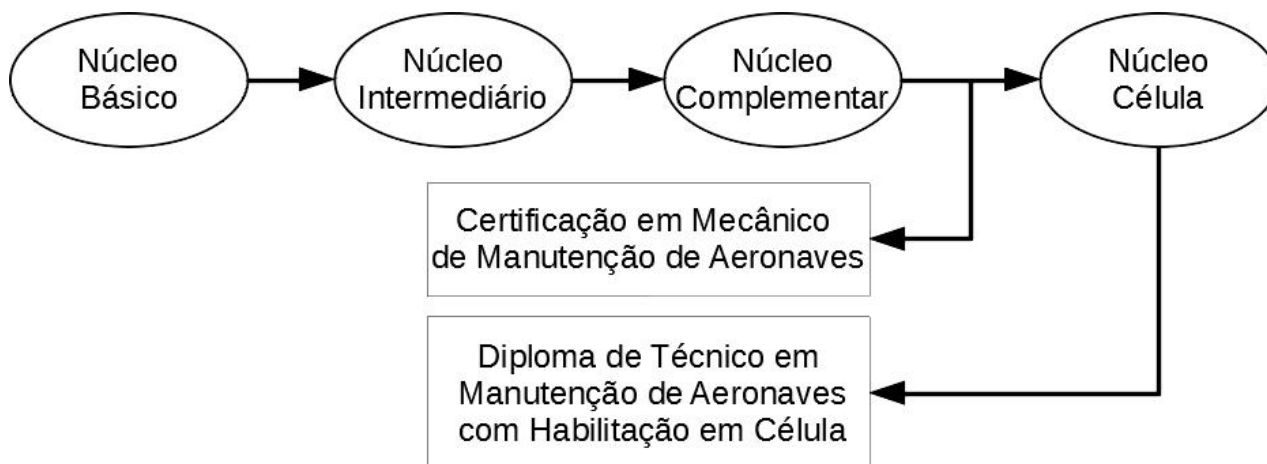 Núcleo
Básico
Núcleo
Intermediário
Núcleo
Complementar
Núcleo
Célula
Certificação em Mecânico
de Manutenção de Aeronaves
Diploma de Técnico em
Manutenção de Aeronaves
com Habilitação em Célula